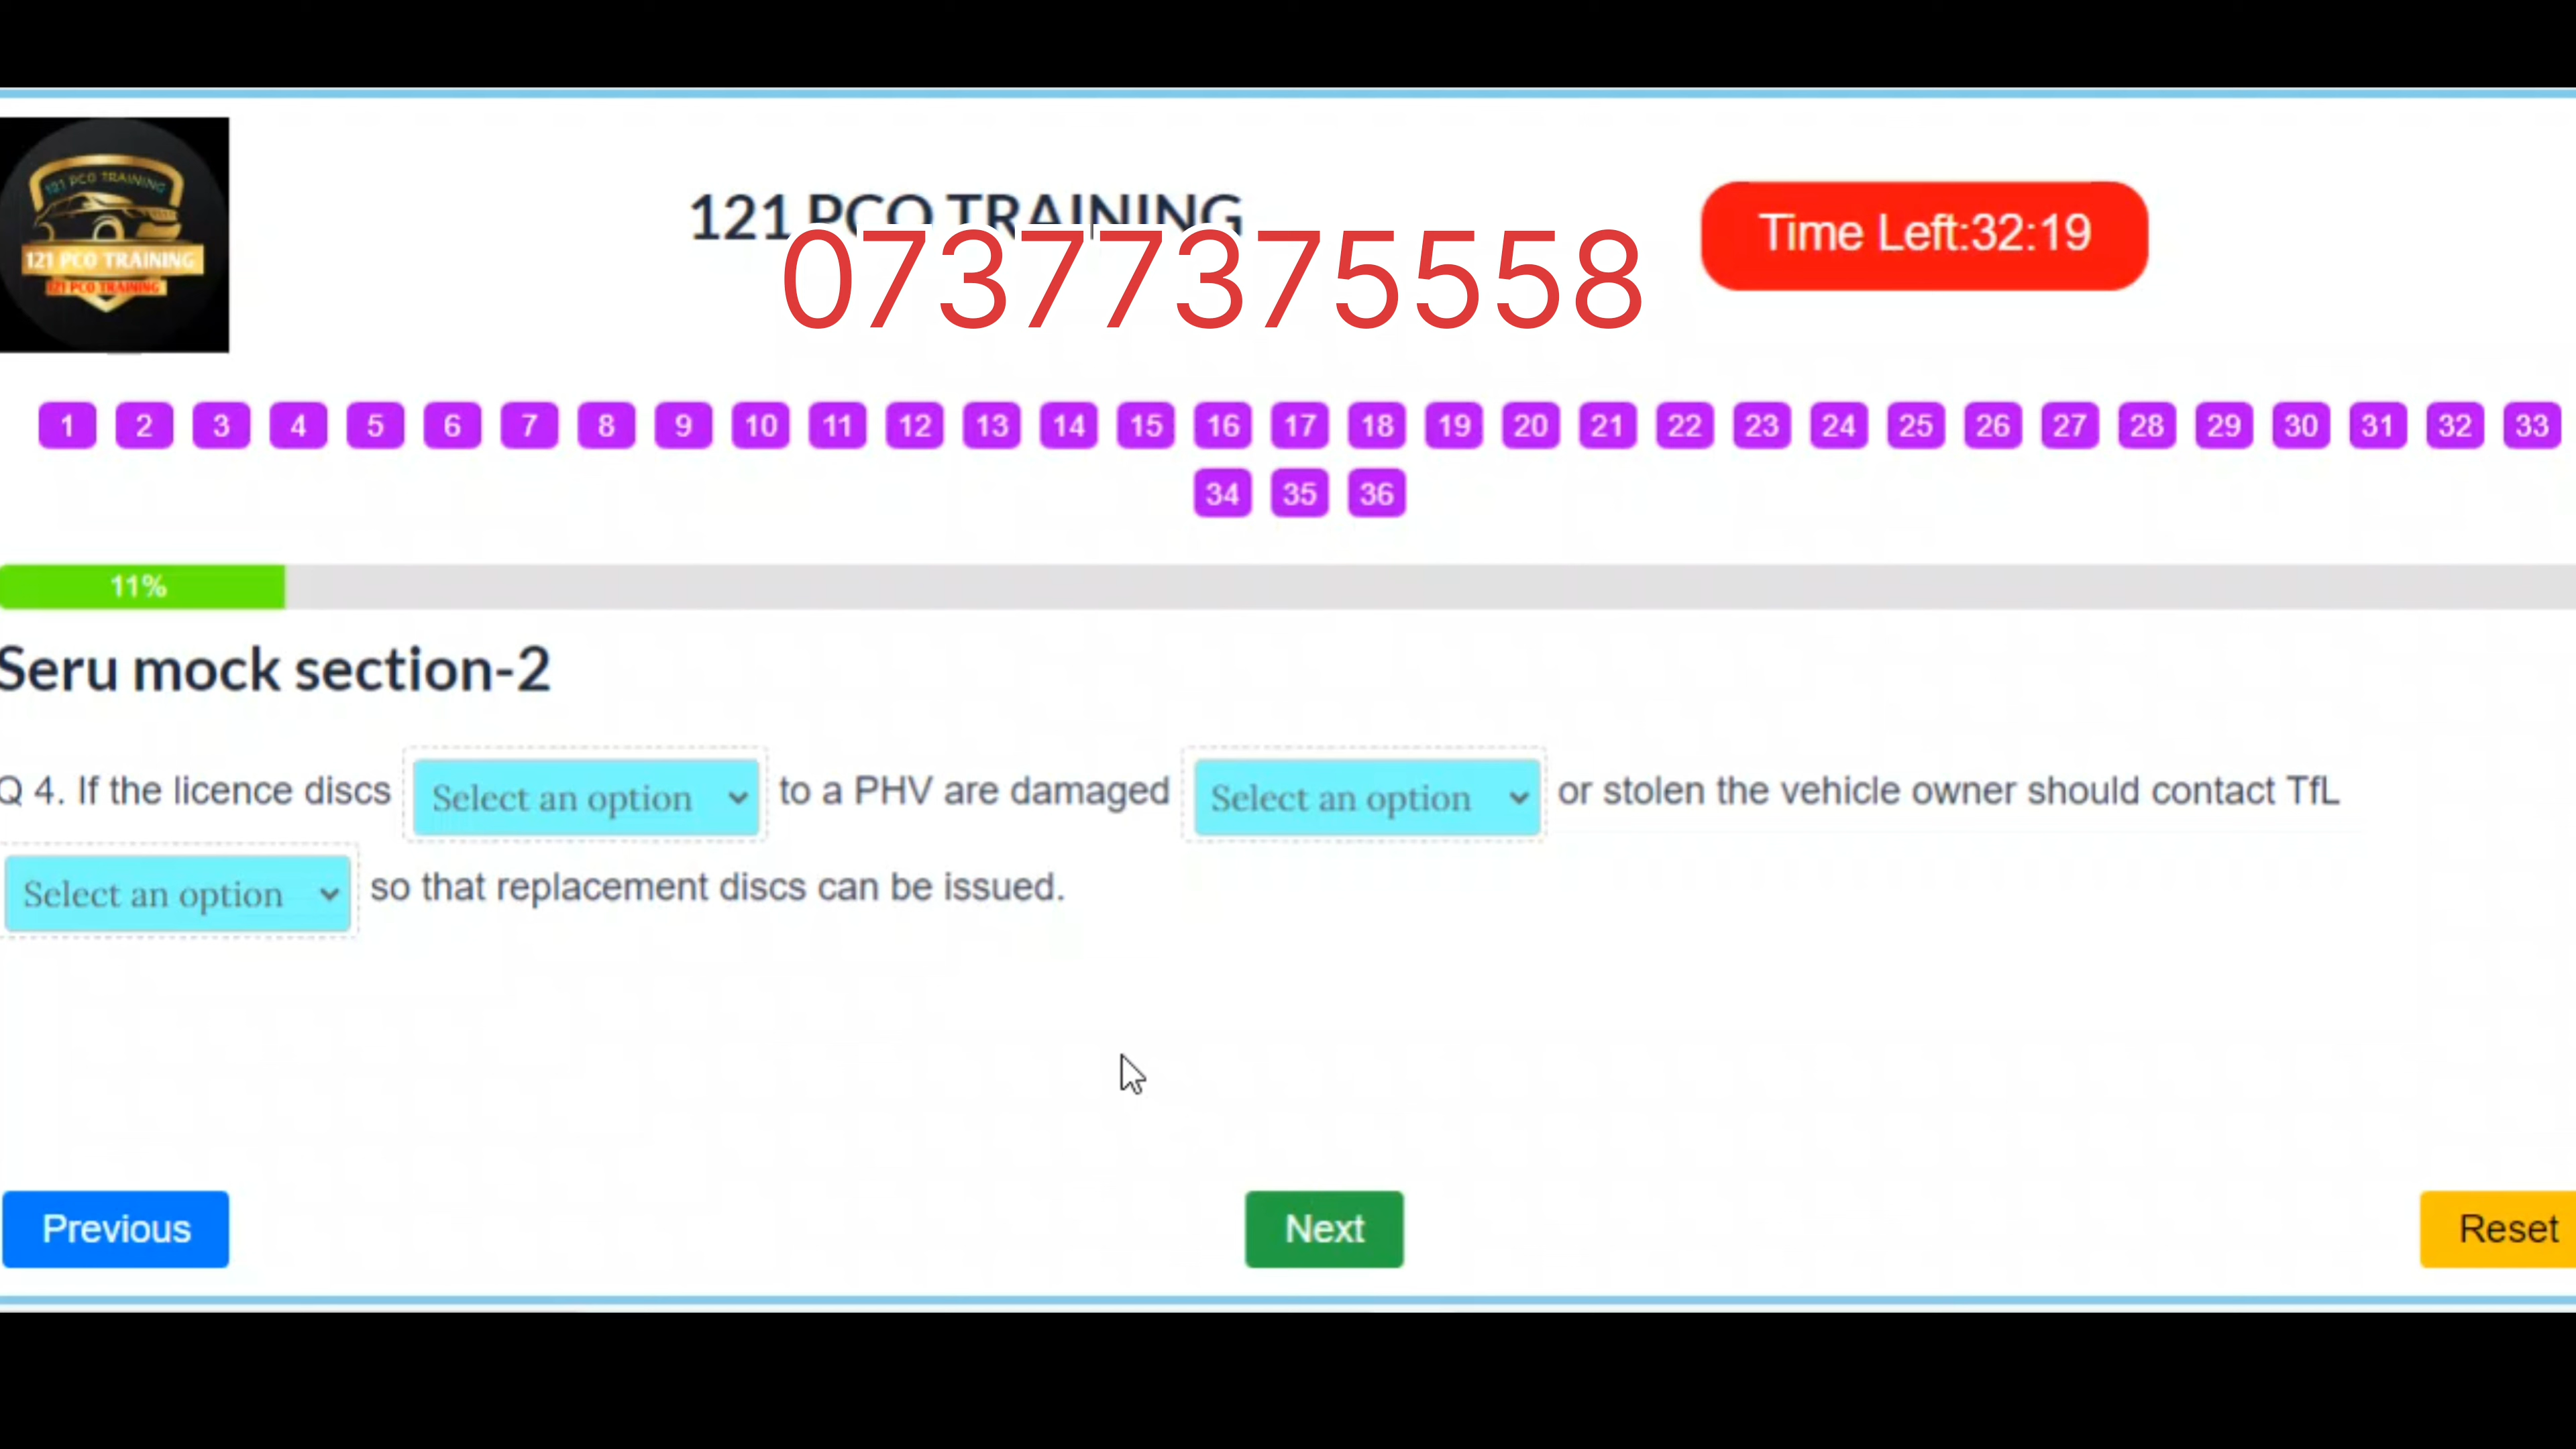 121 PCO TRAINING
121 PCO TRAINING
121 PCO TRAINING
121 PCO TRAINING
07377375558
Time Left:32:19
1 2 3 4 5 6 7 8 9 10 11 12 13 14 15 16 17 18 19 20 21 22 23 24 25 26 27 28 29 30 31 32 33
34 35 36
11%
Seru mock section-2
Q 4. If the licence discs Select an option to a PHV are damaged Select an option or stolen the vehicle owner should contact TfL
Select an option so that replacement discs can be issued.
Previous Next Reset